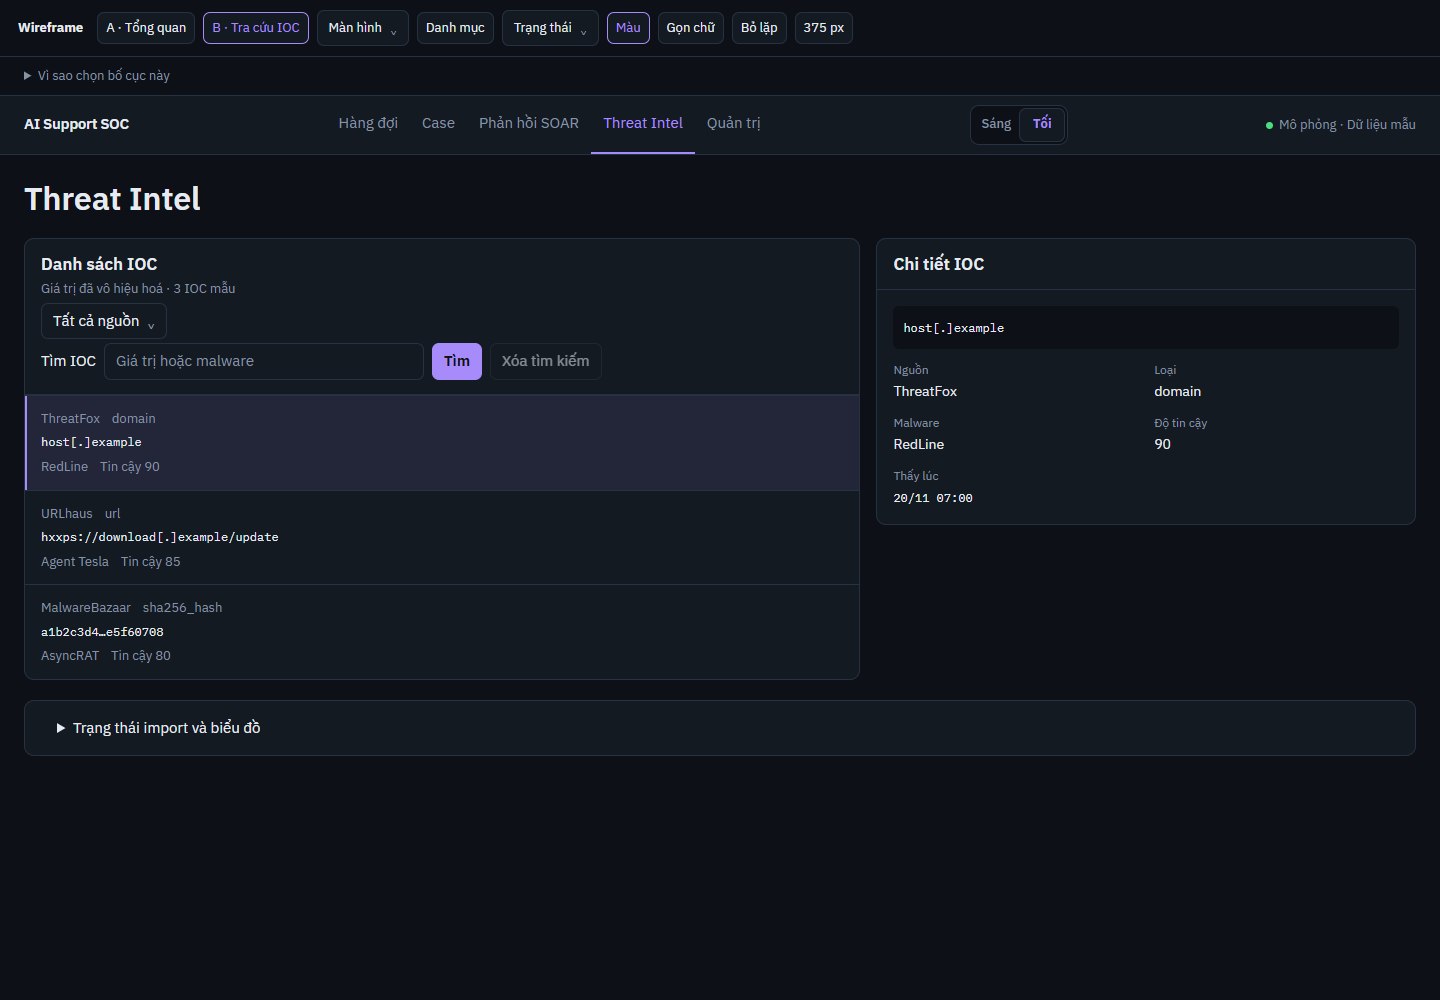 Wireframe A · Tổng quan B · Tra cứu IOC Màn hình Danh mục Trạng thái Màu Gọn chữ Bỏ lặp 375 px
Vì sao chọn bố cục này
AI Support SOC Hàng đợi Case Phản hồi SOAR Threat Intel Quản trị Sáng Tối Mô phỏng · Dữ liệu mẫu
Threat Intel
Danh sách IOC
Giá trị đã vô hiệu hoá · 3 IOC mẫu
Tất cả nguồn
Tìm IOC Giá trị hoặc malware Tìm Xóa tìm kiếm
ThreatFox domain
host[.]example
RedLine Tin cậy 90
URLhaus url
hxxps://download[.]example/update
Agent Tesla Tin cậy 85
MalwareBazaar sha256_hash
a1b2c3d4…e5f60708
AsyncRAT Tin cậy 80
Chi tiết IOC
host[.]example
Nguồn Loại
ThreatFox domain
Malware Độ tin cậy
RedLine 90
Thấy lúc
20/11 07:00
Trạng thái import và biểu đồ